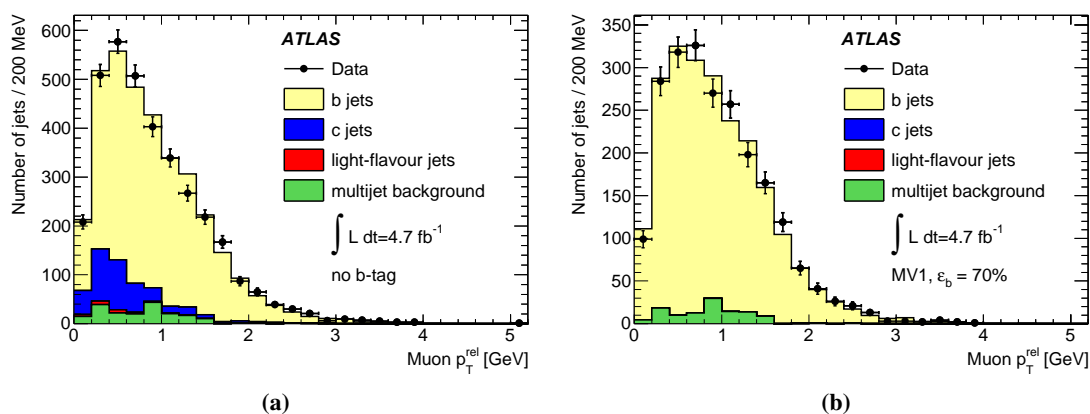 Number of jets / 200 MeV
600
500
400
300
200
100
0
ATLAS
Data
b jets
c jets
light-flavour jets
multijet background
∫ L dt=4.7 fb⁻¹
no b-tag
0 1 2 3 4 5
Muon p_T^rel [GeV]
(a)
Number of jets / 200 MeV
350
300
250
200
150
100
50
0
ATLAS
Data
b jets
c jets
light-flavour jets
multijet background
∫ L dt=4.7 fb⁻¹
MV1, ε_b = 70%
0 1 2 3 4 5
Muon p_T^rel [GeV]
(b)